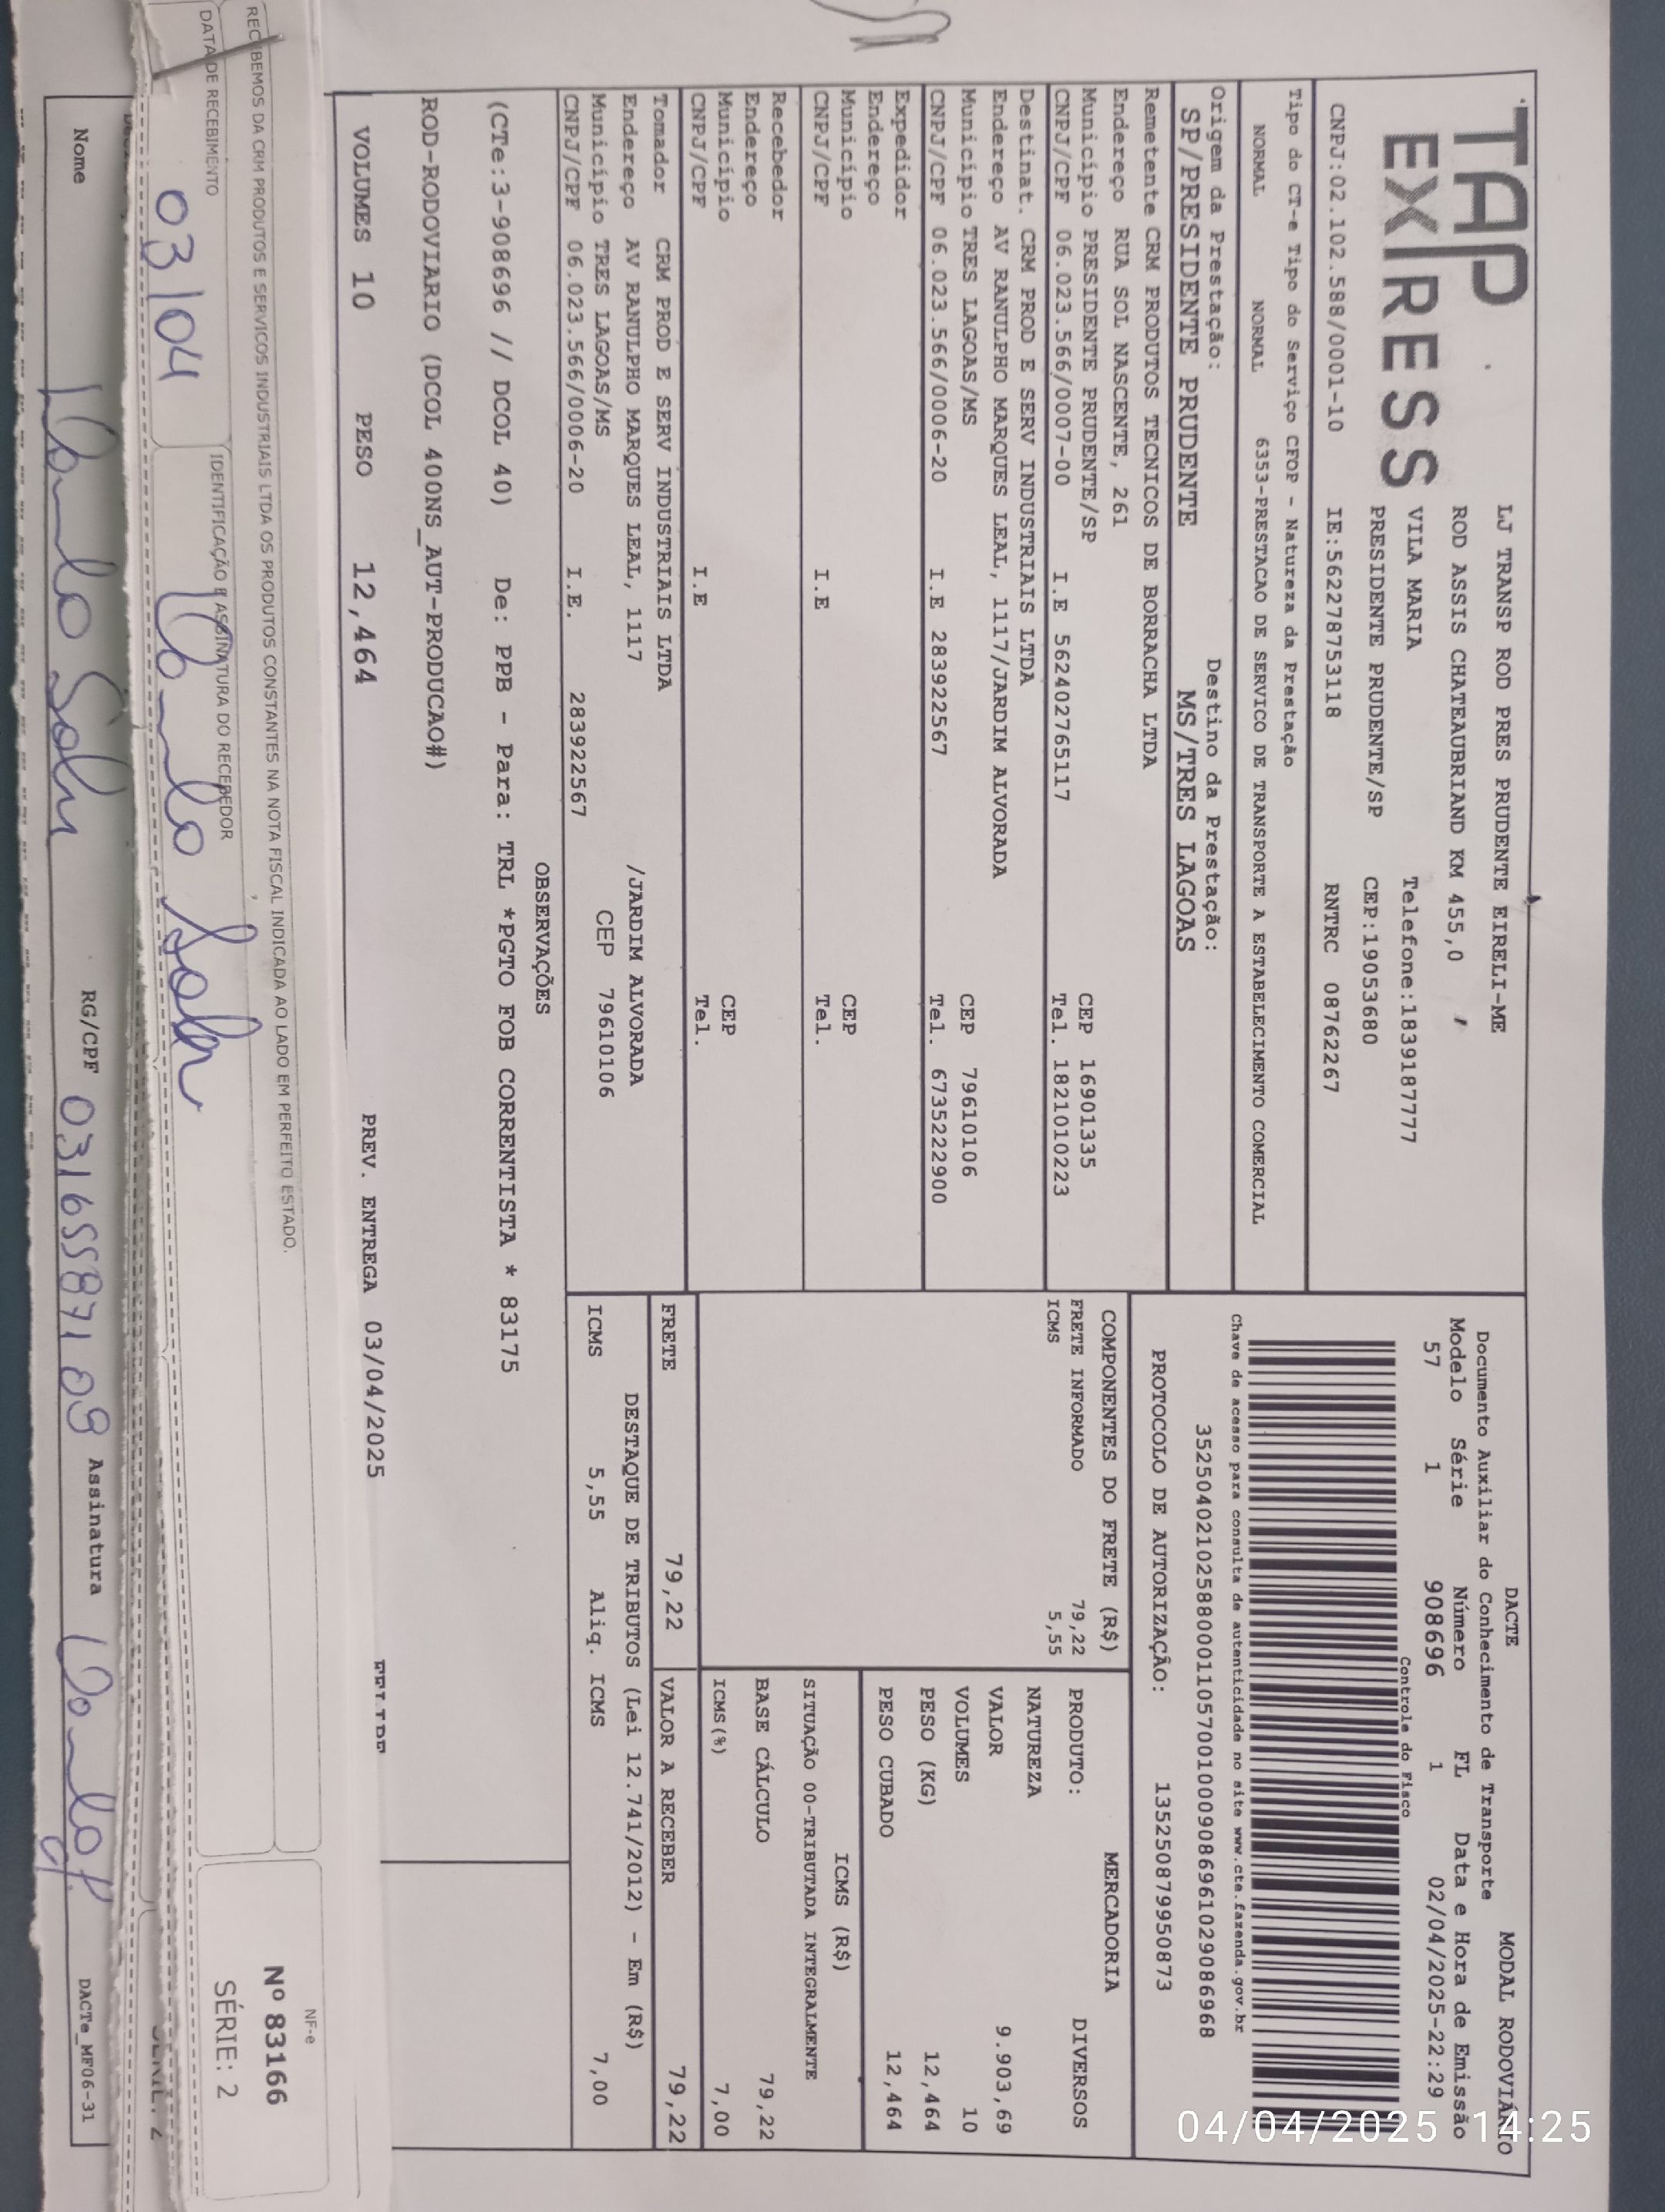 TAP
EXPRESS
LJ TRANSP ROD PRES PRUDENTE EIRELI-ME
ROD ASSIS CHATEAUBRIAND KM 455,0 ,
VILA MARIA Telefone:1839187777
PRESIDENTE PRUDENTE/SP CEP:19053680
CNPJ:02.102.588/0001-10 IE:562278753118 RNTRC 08762267
DACTE MODAL RODOVIÁRIO
Documento Auxiliar do Conhecimento de Transporte
Modelo Série Número FL Data e Hora de Emissão
57 1 908696 1 02/04/2025-22:29
Controle do Fisco
Tipo do CT-e Tipo do Serviço CFOP - Natureza da Prestação
NORMAL NORMAL 6353-PRESTACAO DE SERVICO DE TRANSPORTE A ESTABELECIMENTO COMERCIAL
Chave de acesso para consulta de autenticidade no site www.cte.fazenda.gov.br
35250402102588000110570010009086961029086968
Origem da Prestação: Destino da Prestação:
SP/PRESIDENTE PRUDENTE MS/TRES LAGOAS
PROTOCOLO DE AUTORIZAÇÃO: 135250879950873
Remetente CRM PRODUTOS TECNICOS DE BORRACHA LTDA
Endereço RUA SOL NASCENTE, 261
Município PRESIDENTE PRUDENTE/SP CEP 16901335
CNPJ/CPF 06.023.566/0007-00 I.E 562402765117 Tel. 1821010223
Destinat. CRM PROD E SERV INDUSTRIAIS LTDA
Endereço AV RANULPHO MARQUES LEAL, 1117/JARDIM ALVORADA
Município TRES LAGOAS/MS CEP 79610106
CNPJ/CPF 06.023.566/0006-20 I.E 283922567 Tel. 6735222900
Expedidor
Endereço
Município CEP
CNPJ/CPF I.E Tel.
Recebedor
Endereço
Município CEP
CNPJ/CPF I.E Tel.
Tomador CRM PROD E SERV INDUSTRIAIS LTDA
Endereço AV RANULPHO MARQUES LEAL, 1117 /JARDIM ALVORADA
Município TRES LAGOAS/MS CEP 79610106
CNPJ/CPF 06.023.566/0006-20 I.E. 283922567
COMPONENTES DO FRETE (R$)
FRETE INFORMADO 79,22
ICMS 5,55
MERCADORIA
PRODUTO: DIVERSOS
NATUREZA
VALOR 9.903,69
VOLUMES 10
PESO (KG) 12,464
PESO CUBADO 12,464
ICMS (R$)
SITUAÇÃO 00-TRIBUTADA INTEGRALMENTE
BASE CÁLCULO 79,22
ICMS(%) 7,00
FRETE 79,22 VALOR A RECEBER 79,22
DESTAQUE DE TRIBUTOS (Lei 12.741/2012) - Em (R$)
ICMS 5,55 Aliq. ICMS 7,00
OBSERVAÇÕES
(CTe:3-908696 // DCOL 40) De: PPB - Para: TRL *PGTO FOB CORRENTISTA * 83175
ROD-RODOVIARIO (DCOL 400NS_AUT-PRODUCAO#)
VOLUMES 10 PESO 12,464 PREV. ENTREGA 03/04/2025
RECEBEMOS DA CRM PRODUTOS E SERVICOS INDUSTRIAIS LTDA OS PRODUTOS CONSTANTES NA NOTA FISCAL INDICADA AO LADO EM PERFEITO ESTADO.
DATA DE RECEBIMENTO IDENTIFICAÇÃO E ASSINATURA DO RECEBEDOR
03/04
NF-e
Nº 83166
SÉRIE: 2
Nome RG/CPF 03165587109 Assinatura DACTe_MF06-31
04/04/2025 14:25